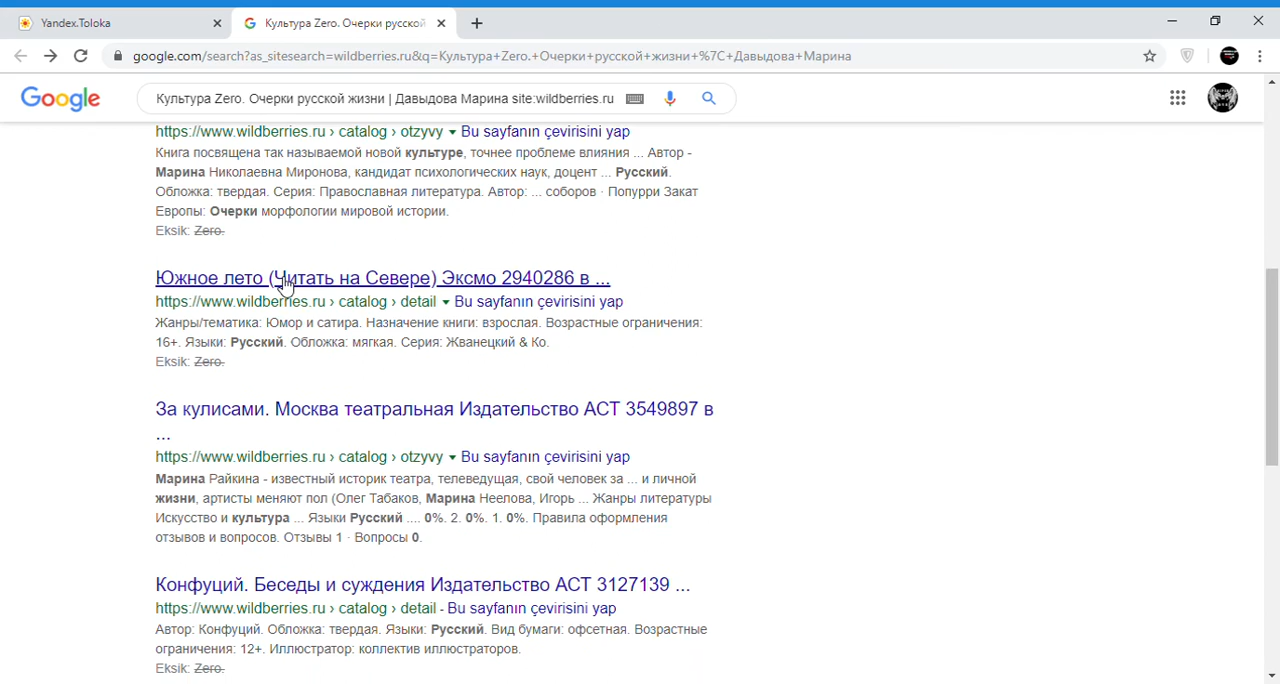 Yandex.Toloka
Культура Zero. Очерки русской
google.com/search?as_sitesearch=wildberries.ru&q=Культура+Zero.+Очерки+русской+жизни+%7C+Давыдова+Марина
Google
Культура Zero. Очерки русской жизни | Давыдова Марина site:wildberries.ru
https://www.wildberries.ru › catalog › otzyvy Bu sayfanın çevirisini yap
Книга посвящена так называемой новой культуре, точнее проблеме влияния ... Автор -
Марина Николаевна Миронова, кандидат психологических наук, доцент ... Русский.
Обложка: твердая. Серия: Православная литература. Автор: ... соборов · Попурри Закат
Европы: Очерки морфологии мировой истории.
Eksik: Zero.
Южное лето (Читать на Севере) Эксмо 2940286 в ...
https://www.wildberries.ru › catalog › detail Bu sayfanın çevirisini yap
Жанры/тематика: Юмор и сатира. Назначение книги: взрослая. Возрастные ограничения:
16+. Языки: Русский. Обложка: мягкая. Серия: Жванецкий & Ко.
Eksik: Zero.
За кулисами. Москва театральная Издательство АСТ 3549897 в
...
https://www.wildberries.ru › catalog › otzyvy Bu sayfanın çevirisini yap
Марина Райкина - известный историк театра, телеведущая, свой человек за ... и личной
жизни, артисты меняют пол (Олег Табаков, Марина Неелова, Игорь ... Жанры литературы
Искусство и культура ... Языки Русский .... 0%. 2. 0%. 1. 0%. Правила оформления
отзывов и вопросов. Отзывы 1 · Вопросы 0.
Конфуций. Беседы и суждения Издательство АСТ 3127139 ...
https://www.wildberries.ru › catalog › detail - Bu sayfanın çevirisini yap
Автор: Конфуций. Обложка: твердая. Языки: Русский. Вид бумаги: офсетная. Возрастные
ограничения: 12+. Иллюстратор: коллектив иллюстраторов.
Eksik: Zero.